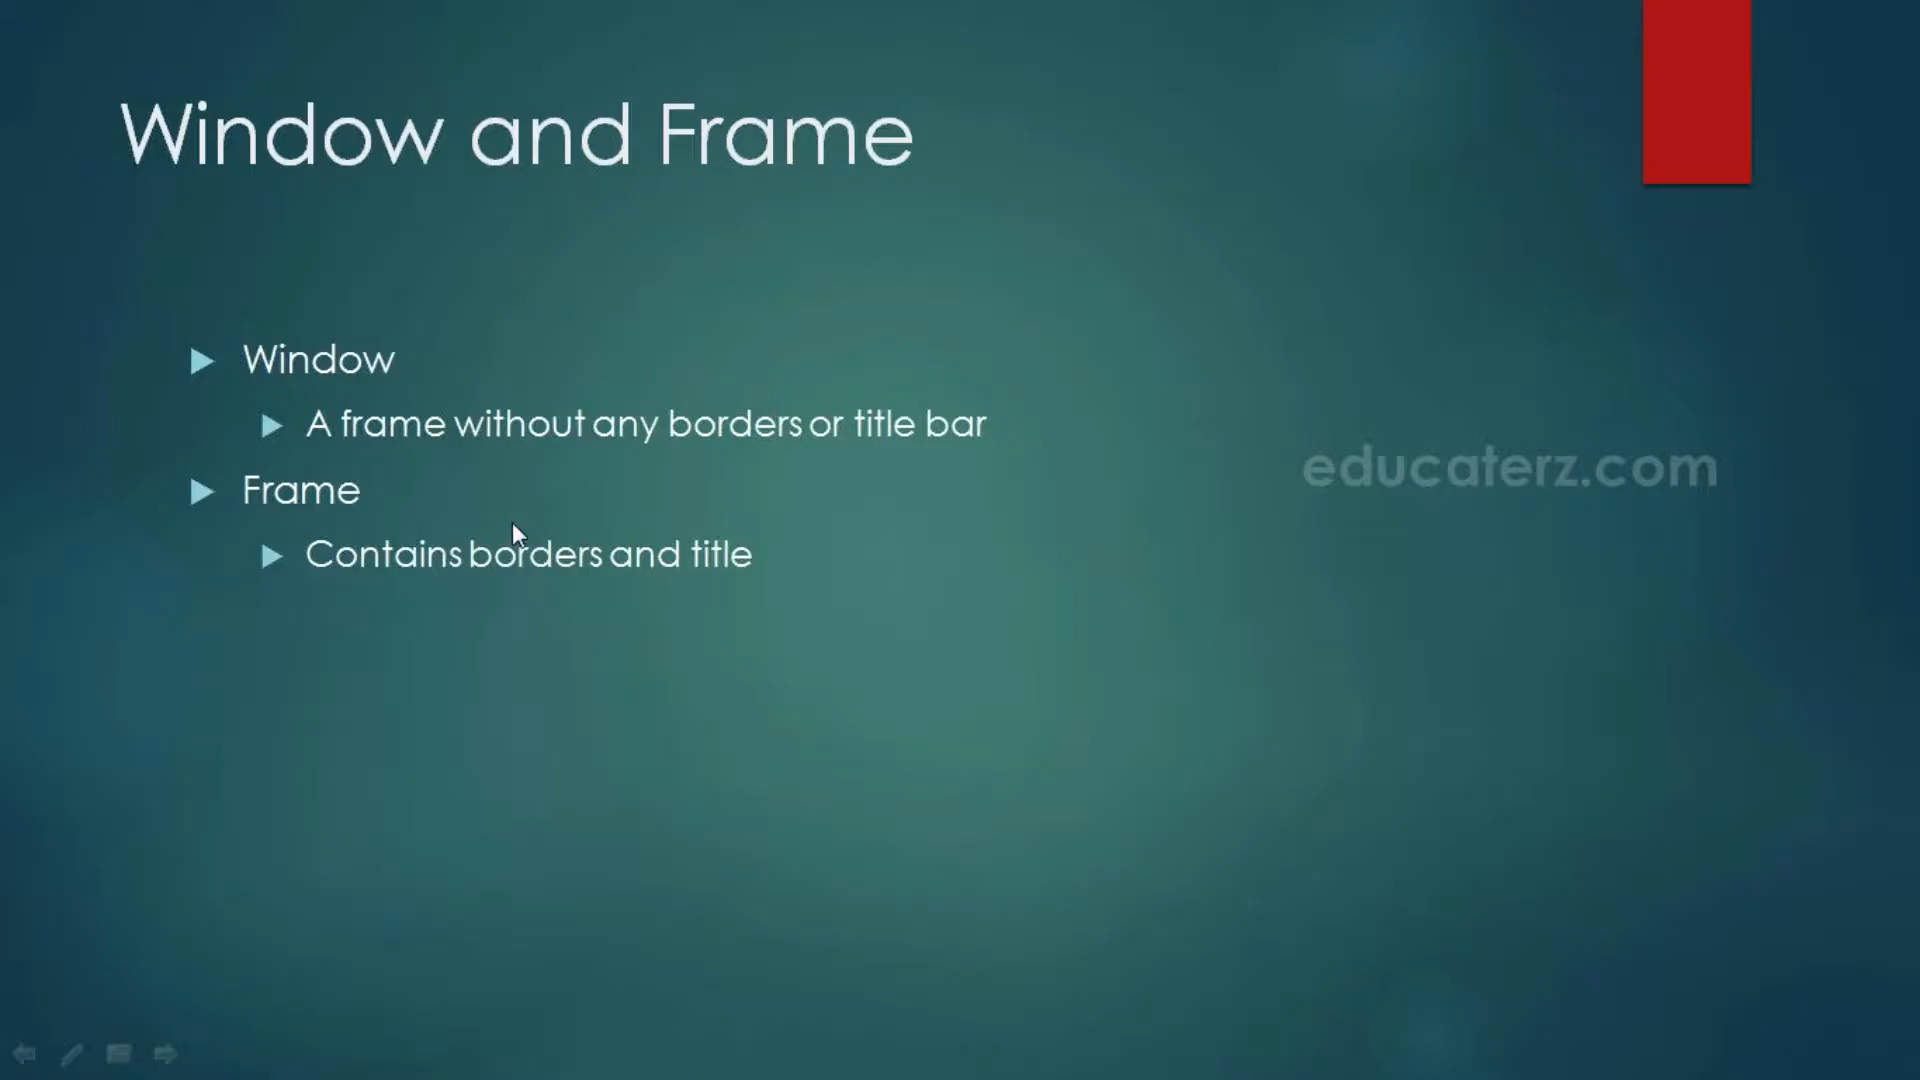 Window and Frame
Window
A frame without any borders or title bar
educaterz.com
Frame
Contains borders and title